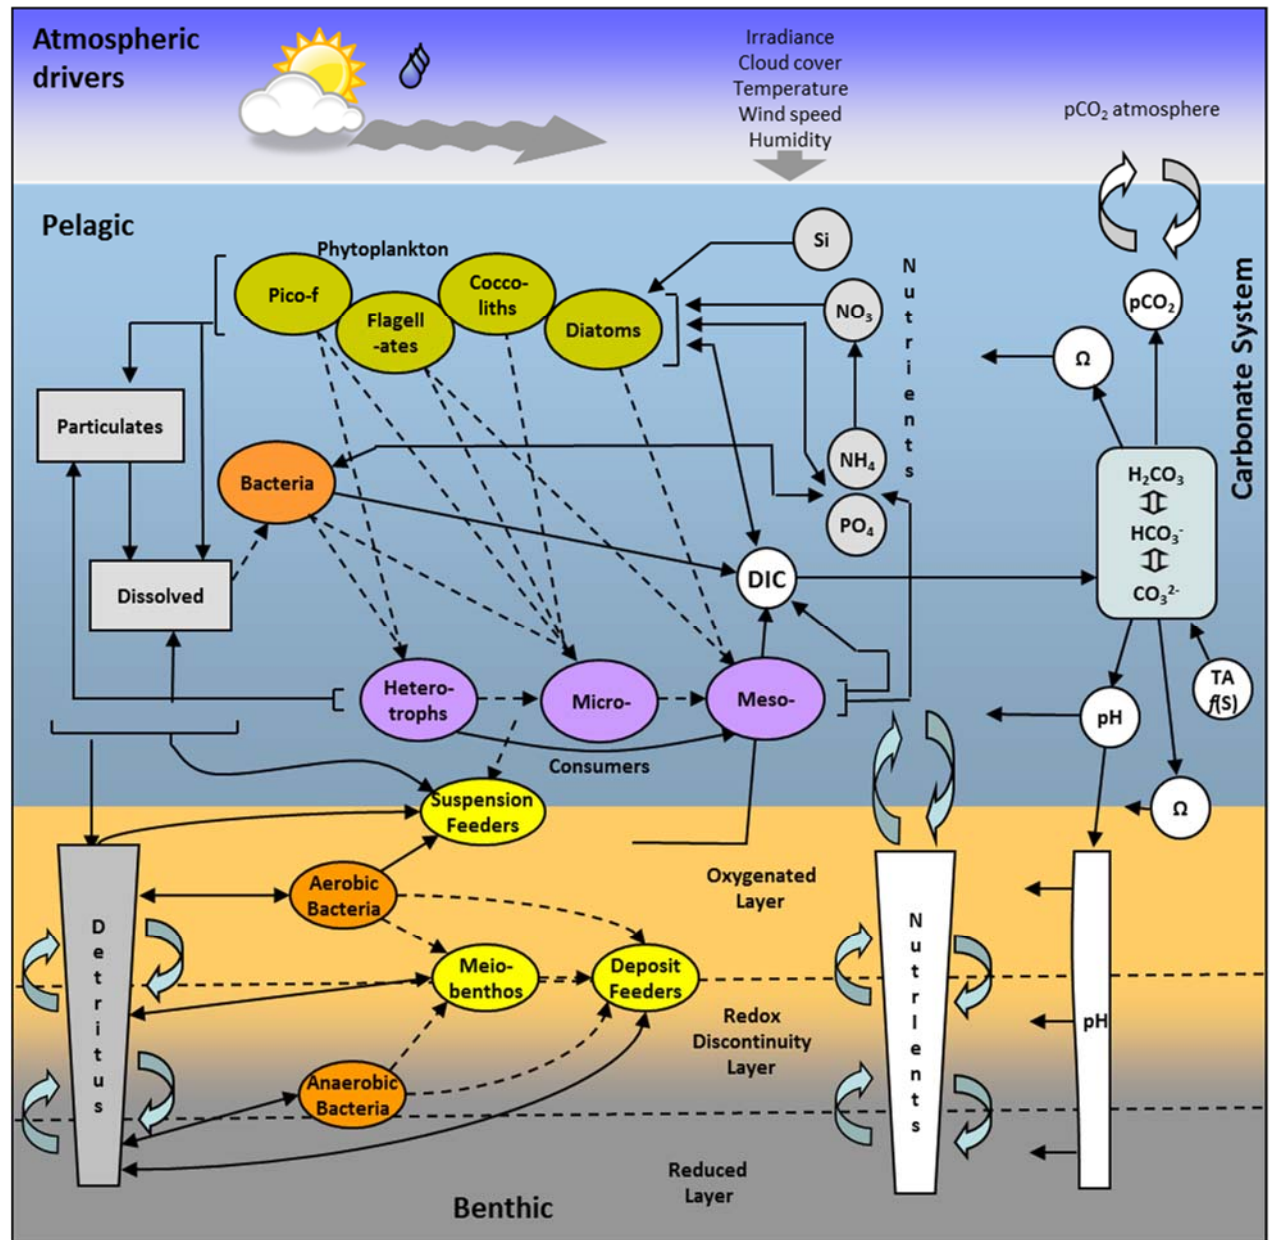 Atmospheric
drivers
Irradiance
Cloud cover
Temperature
Wind speed
Humidity
pCO₂ atmosphere
Pelagic
Phytoplankton
Pico-f
Flagell
-ates
Cocco-
liths
Diatoms
Si
NO₃
NH₄
PO₄
N
u
t
r
i
e
n
t
s
pCO₂
Ω
Carbonate System
H₂CO₃
HCO₃⁻
CO₃²⁻
Particulates
Bacteria
Dissolved
DIC
Hetero-
trophs
Micro-
Meso-
Consumers
TA
f(S)
pH
Ω
Suspension
Feeders
Aerobic
Bacteria
Oxygenated
Layer
D
e
t
r
i
t
u
s
Meio-
benthos
Deposit
Feeders
Redox
Discontinuity
Layer
Anaerobic
Bacteria
N
u
t
r
I
e
n
t
s
pH
Reduced
Layer
Benthic